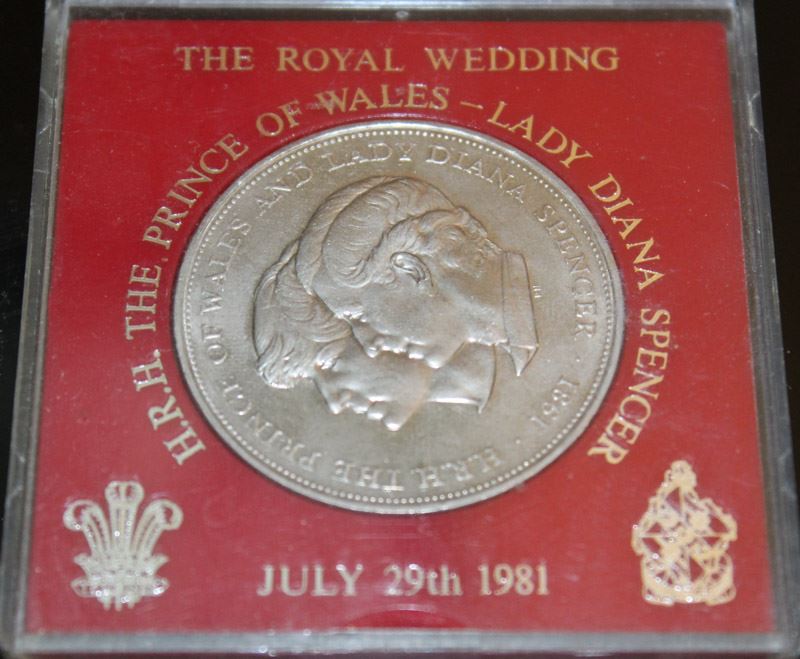 THE ROYAL WEDDING
H.R.H. THE PRINCE OF WALES – LADY DIANA SPENCER
H.R.H. THE PRINCE OF WALES AND LADY DIANA SPENCER · 1981 ·
JULY 29th 1981